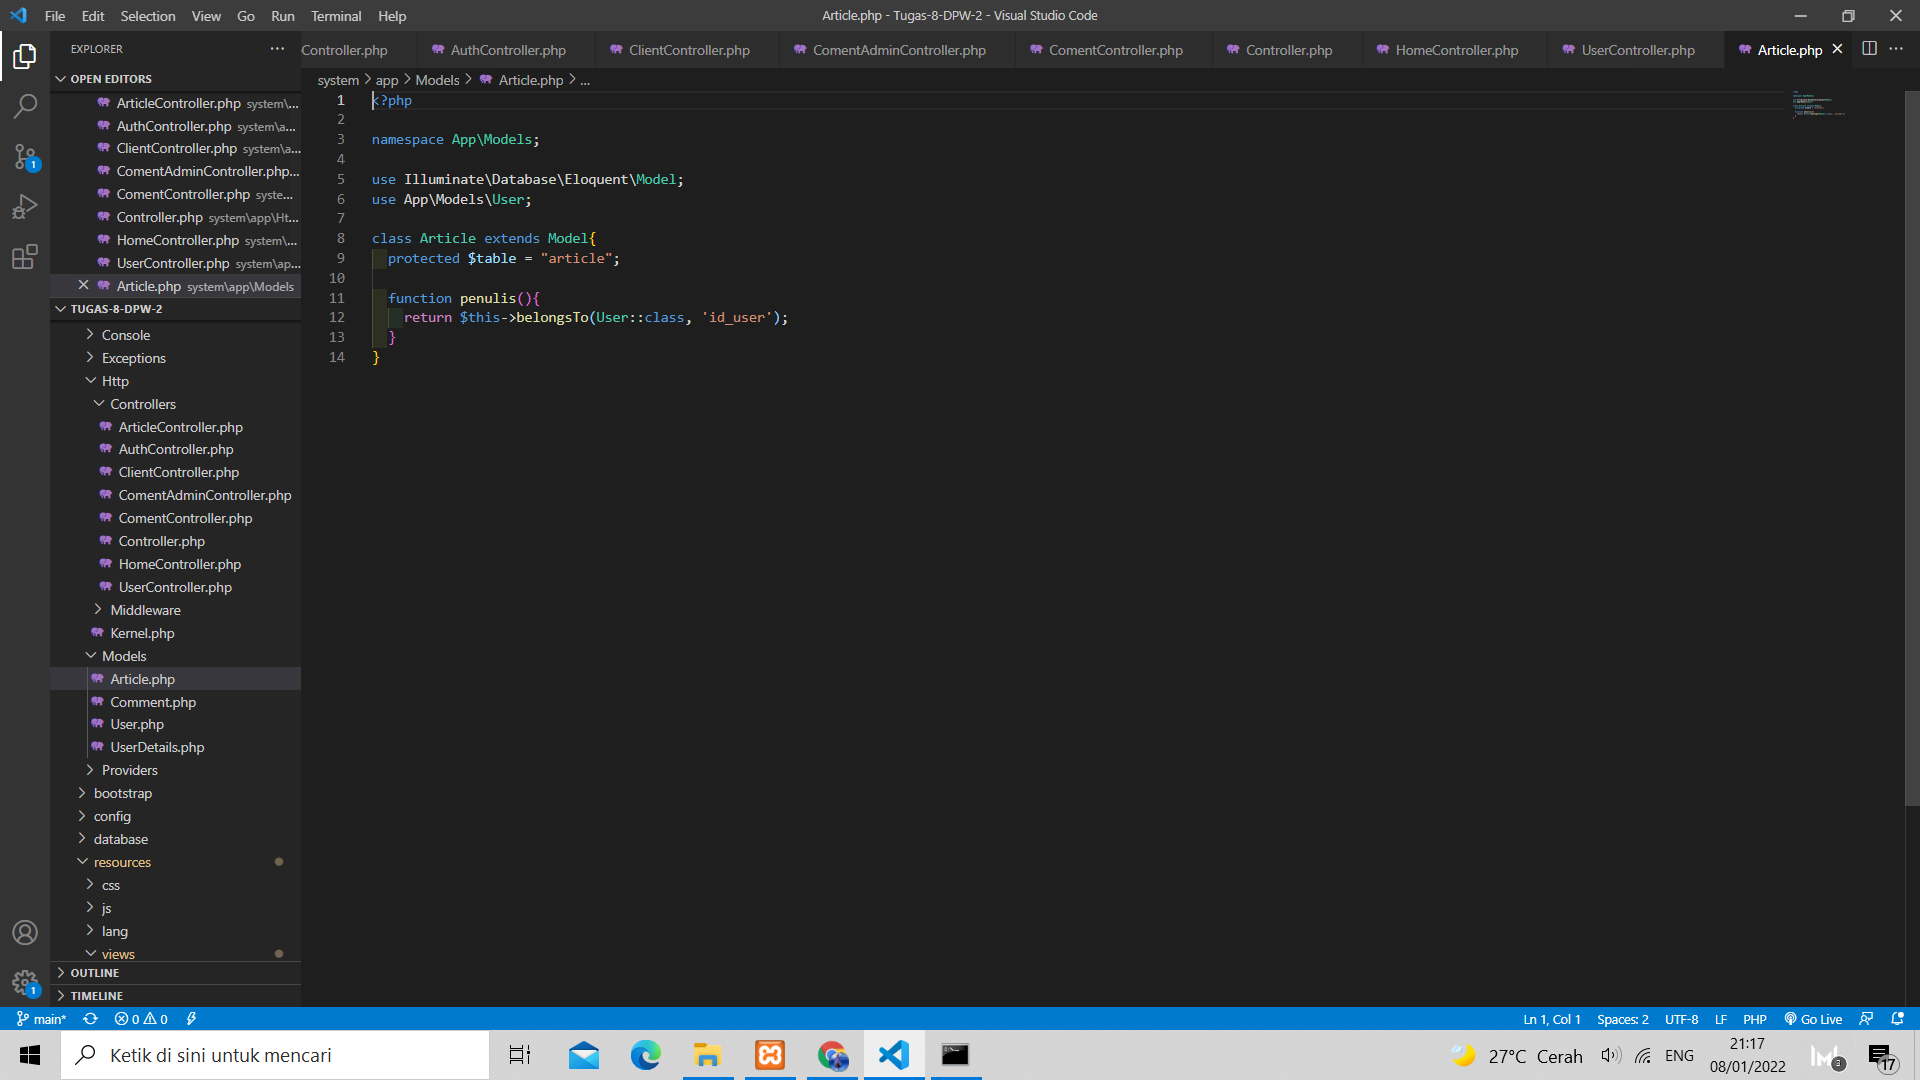 File Edit Selection View Go Run Terminal Help
Article.php - Tugas-8-DPW-2 - Visual Studio Code
EXPLORER
Controller.php AuthController.php ClientController.php ComentAdminController.php ComentController.php Controller.php HomeController.php UserController.php Article.php
OPEN EDITORS
ArticleController.php system\...
AuthController.php system\a...
ClientController.php system\a...
ComentAdminController.php...
ComentController.php syste...
Controller.php system\app\Ht...
HomeController.php system\...
UserController.php system\ap...
Article.php system\app\Models
TUGAS-8-DPW-2
Console
Exceptions
Http
Controllers
ArticleController.php
AuthController.php
ClientController.php
ComentAdminController.php
ComentController.php
Controller.php
HomeController.php
UserController.php
Middleware
Kernel.php
Models
Article.php
Comment.php
User.php
UserDetails.php
Providers
bootstrap
config
database
resources
css
js
lang
views
OUTLINE
TIMELINE
system > app > Models > Article.php > ...
1 <?php
2
3 namespace App\Models;
4
5 use Illuminate\Database\Eloquent\Model;
6 use App\Models\User;
7
8 class Article extends Model{
9 protected $table = "article";
10
11 function penulis(){
12 return $this->belongsTo(User::class, 'id_user');
13 }
14 }
1
1
main* 0 0
Ln 1, Col 1 Spaces: 2 UTF-8 LF PHP Go Live
Ketik di sini untuk mencari
27°C Cerah ENG
21:17
08/01/2022
3
17